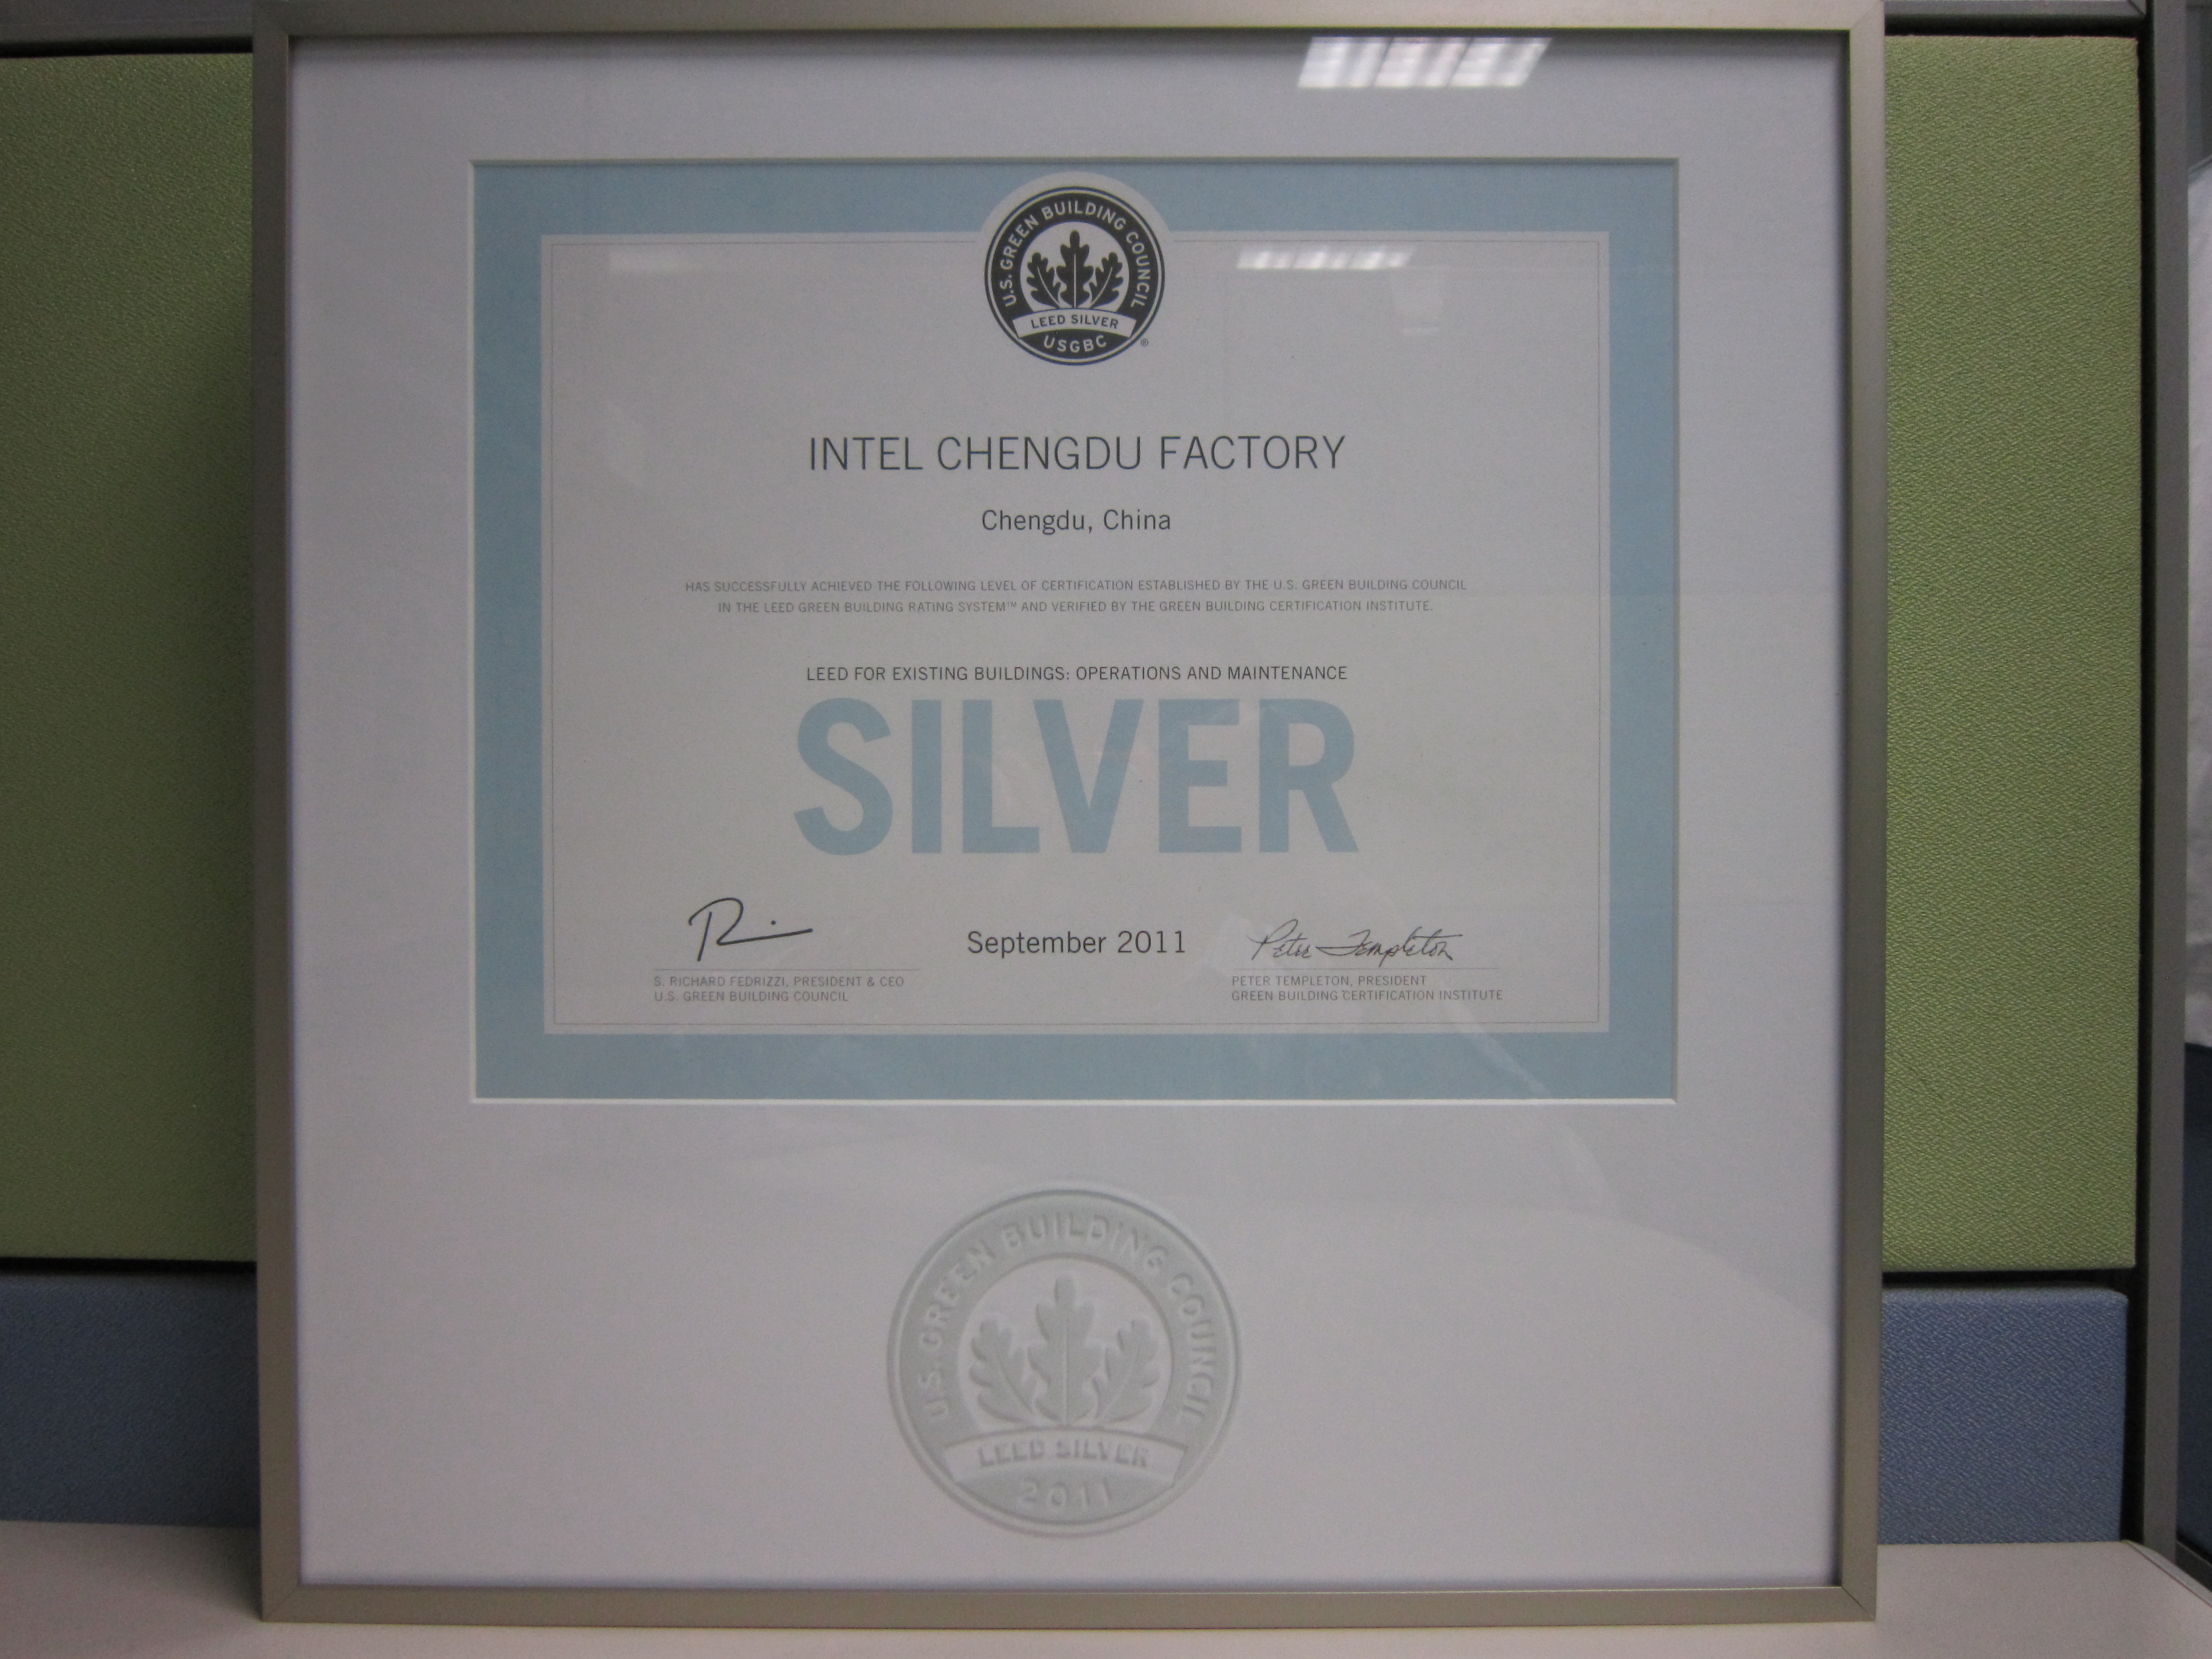 U.S. GREEN BUILDING COUNCIL
LEED SILVER
USGBC
®
INTEL CHENGDU FACTORY
Chengdu, China
HAS SUCCESSFULLY ACHIEVED THE FOLLOWING LEVEL OF CERTIFICATION ESTABLISHED BY THE U.S. GREEN BUILDING COUNCIL
IN THE LEED GREEN BUILDING RATING SYSTEM™ AND VERIFIED BY THE GREEN BUILDING CERTIFICATION INSTITUTE.
LEED FOR EXISTING BUILDINGS: OPERATIONS AND MAINTENANCE
SILVER
September 2011
Peter Templeton
S. RICHARD FEDRIZZI, PRESIDENT & CEO
U.S. GREEN BUILDING COUNCIL
PETER TEMPLETON, PRESIDENT
GREEN BUILDING CERTIFICATION INSTITUTE
U.S. GREEN BUILDING COUNCIL
LEED SILVER
2011